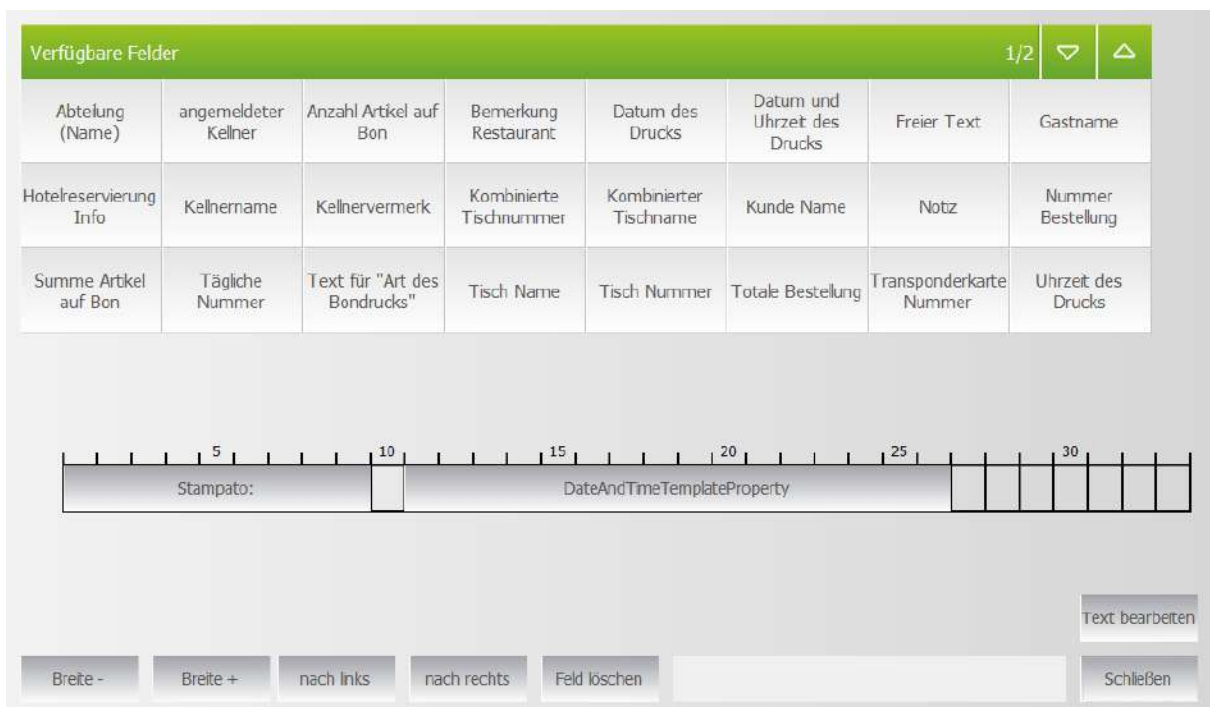 Verfügbare Felder 1/2
Abteilung
(Name)
angemeldeter
Kellner
Anzahl Artikel auf
Bon
Bemerkung
Restaurant
Datum des
Drucks
Datum und
Uhrzeit des
Drucks
Freier Text
Gastname
Hotelreservierung
Info
Kellnername
Kellnervermerk
Kombinierte
Tischnummer
Kombinierter
Tischname
Kunde Name
Notiz
Nummer
Bestellung
Summe Artikel
auf Bon
Tägliche
Nummer
Text für "Art des
Bondrucks"
Tisch Name
Tisch Nummer
Totale Bestellung
Transponderkarte
Nummer
Uhrzeit des
Drucks
5 10 15 20 25 30
Stampato: DateAndTimeTemplateProperty
Text bearbeiten
Breite - Breite + nach links nach rechts Feld löschen Schließen